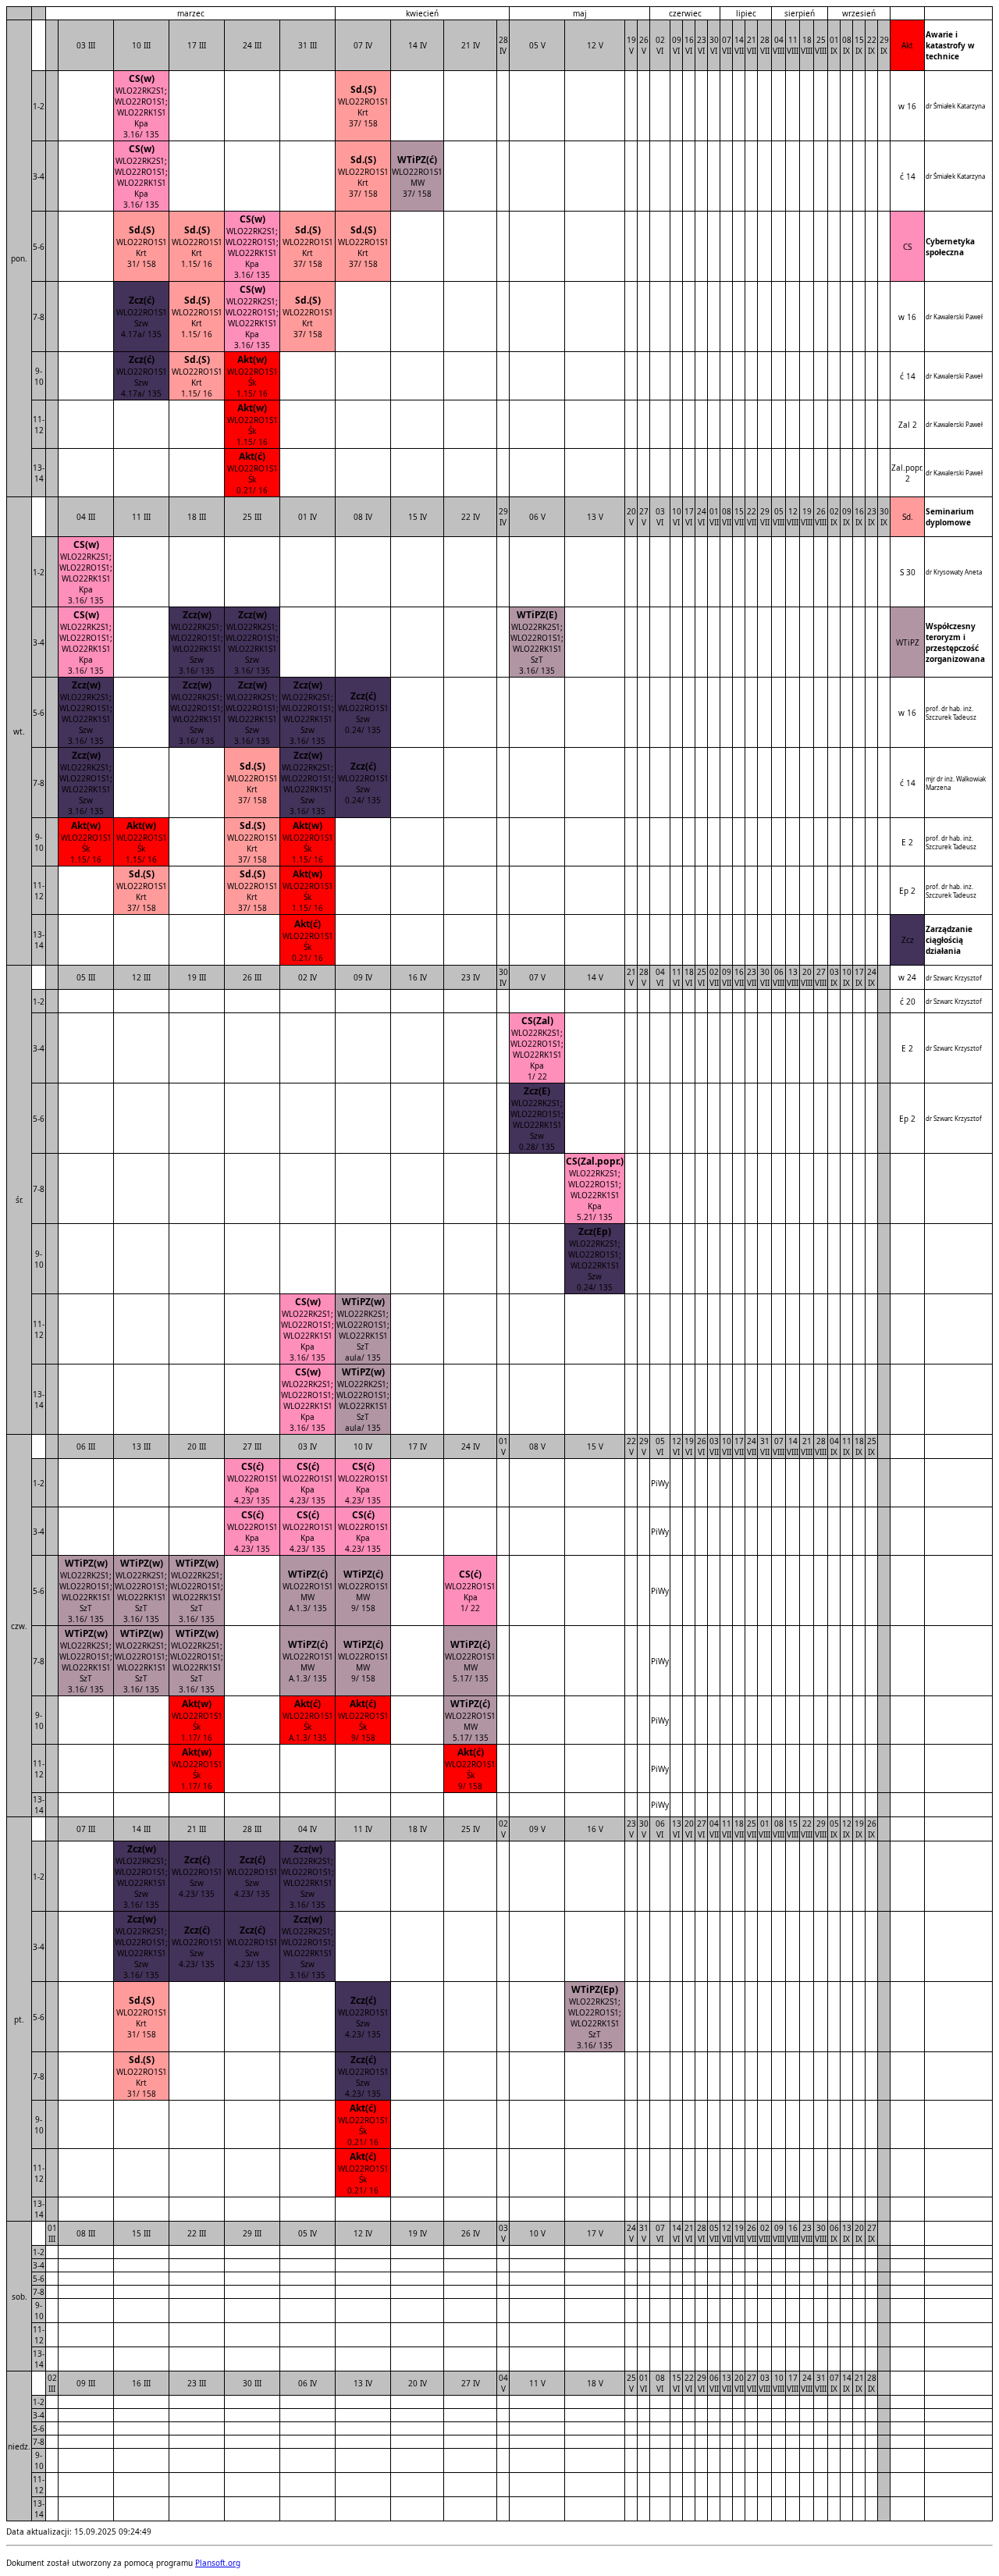 marzec kwiecień maj czerwiec lipiec sierpień wrzesień
pon.
03 III 10 III 17 III 24 III 31 III 07 IV 14 IV 21 IV 28 IV 05 V 12 V 19 V 26 V 02 VI 09 VI 16 VI 23 VI 30 VI 07 VII 14 VII 21 VII 28 VII 04 VIII 11 VIII 18 VIII 25 VIII 01 IX 08 IX 15 IX 22 IX 29 IX
Akt
Awarie i
katastrofy w
technice
1-2
CS(w)
WLO22RK2S1;
WLO22RO1S1;
WLO22RK1S1
Kpa
3.16/ 135
Sd.(S)
WLO22RO1S1
Krt
37/ 158
w 16
dr Śmiałek Katarzyna
3-4
CS(w)
WLO22RK2S1;
WLO22RO1S1;
WLO22RK1S1
Kpa
3.16/ 135
Sd.(S)
WLO22RO1S1
Krt
37/ 158
WTiPZ(ć)
WLO22RO1S1
MW
37/ 158
ć 14
dr Śmiałek Katarzyna
5-6
Sd.(S)
WLO22RO1S1
Krt
31/ 158
Sd.(S)
WLO22RO1S1
Krt
1.15/ 16
CS(w)
WLO22RK2S1;
WLO22RO1S1;
WLO22RK1S1
Kpa
3.16/ 135
Sd.(S)
WLO22RO1S1
Krt
37/ 158
Sd.(S)
WLO22RO1S1
Krt
37/ 158
CS
Cybernetyka
społeczna
7-8
Zcz(ć)
WLO22RO1S1
Szw
4.17a/ 135
Sd.(S)
WLO22RO1S1
Krt
1.15/ 16
CS(w)
WLO22RK2S1;
WLO22RO1S1;
WLO22RK1S1
Kpa
3.16/ 135
Sd.(S)
WLO22RO1S1
Krt
37/ 158
w 16
dr Kawalerski Paweł
9-
10
Zcz(ć)
WLO22RO1S1
Szw
4.17a/ 135
Sd.(S)
WLO22RO1S1
Krt
1.15/ 16
Akt(w)
WLO22RO1S1
Śk
1.15/ 16
ć 14
dr Kawalerski Paweł
11-
12
Akt(w)
WLO22RO1S1
Śk
1.15/ 16
Zal 2
dr Kawalerski Paweł
13-
14
Akt(ć)
WLO22RO1S1
Śk
0.21/ 16
Zal.popr.
2
dr Kawalerski Paweł
wt.
04 III 11 III 18 III 25 III 01 IV 08 IV 15 IV 22 IV 29 IV 06 V 13 V 20 V 27 V 03 VI 10 VI 17 VI 24 VI 01 VII 08 VII 15 VII 22 VII 29 VII 05 VIII 12 VIII 19 VIII 26 VIII 02 IX 09 IX 16 IX 23 IX 30 IX
Sd.
Seminarium
dyplomowe
1-2
CS(w)
WLO22RK2S1;
WLO22RO1S1;
WLO22RK1S1
Kpa
3.16/ 135
S 30
dr Krysowaty Aneta
3-4
CS(w)
WLO22RK2S1;
WLO22RO1S1;
WLO22RK1S1
Kpa
3.16/ 135
Zcz(w)
WLO22RK2S1;
WLO22RO1S1;
WLO22RK1S1
Szw
3.16/ 135
Zcz(w)
WLO22RK2S1;
WLO22RO1S1;
WLO22RK1S1
Szw
3.16/ 135
WTiPZ(E)
WLO22RK2S1;
WLO22RO1S1;
WLO22RK1S1
SzT
3.16/ 135
WTiPZ
Współczesny
teroryzm i
przestępczość
zorganizowana
5-6
Zcz(w)
WLO22RK2S1;
WLO22RO1S1;
WLO22RK1S1
Szw
3.16/ 135
Zcz(w)
WLO22RK2S1;
WLO22RO1S1;
WLO22RK1S1
Szw
3.16/ 135
Zcz(w)
WLO22RK2S1;
WLO22RO1S1;
WLO22RK1S1
Szw
3.16/ 135
Zcz(w)
WLO22RK2S1;
WLO22RO1S1;
WLO22RK1S1
Szw
3.16/ 135
Zcz(ć)
WLO22RO1S1
Szw
0.24/ 135
w 16
prof. dr hab. inż.
Szczurek Tadeusz
7-8
Zcz(w)
WLO22RK2S1;
WLO22RO1S1;
WLO22RK1S1
Szw
3.16/ 135
Sd.(S)
WLO22RO1S1
Krt
37/ 158
Zcz(w)
WLO22RK2S1;
WLO22RO1S1;
WLO22RK1S1
Szw
3.16/ 135
Zcz(ć)
WLO22RO1S1
Szw
0.24/ 135
ć 14
mjr dr inż. Walkowiak
Marzena
9-
10
Akt(w)
WLO22RO1S1
Śk
1.15/ 16
Akt(w)
WLO22RO1S1
Śk
1.15/ 16
Sd.(S)
WLO22RO1S1
Krt
37/ 158
Akt(w)
WLO22RO1S1
Śk
1.15/ 16
E 2
prof. dr hab. inż.
Szczurek Tadeusz
11-
12
Sd.(S)
WLO22RO1S1
Krt
37/ 158
Sd.(S)
WLO22RO1S1
Krt
37/ 158
Akt(w)
WLO22RO1S1
Śk
1.15/ 16
Ep 2
prof. dr hab. inż.
Szczurek Tadeusz
13-
14
Akt(ć)
WLO22RO1S1
Śk
0.21/ 16
Zcz
Zarządzanie
ciągłością
działania
śr.
05 III 12 III 19 III 26 III 02 IV 09 IV 16 IV 23 IV 30 IV 07 V 14 V 21 V 28 V 04 VI 11 VI 18 VI 25 VI 02 VII 09 VII 16 VII 23 VII 30 VII 06 VIII 13 VIII 20 VIII 27 VIII 03 IX 10 IX 17 IX 24 IX
w 24
dr Szwarc Krzysztof
1-2
ć 20
dr Szwarc Krzysztof
3-4
CS(Zal)
WLO22RK2S1;
WLO22RO1S1;
WLO22RK1S1
Kpa
1/ 22
E 2
dr Szwarc Krzysztof
5-6
Zcz(E)
WLO22RK2S1;
WLO22RO1S1;
WLO22RK1S1
Szw
0.28/ 135
Ep 2
dr Szwarc Krzysztof
7-8
CS(Zal.popr.)
WLO22RK2S1;
WLO22RO1S1;
WLO22RK1S1
Kpa
5.21/ 135
9-
10
Zcz(Ep)
WLO22RK2S1;
WLO22RO1S1;
WLO22RK1S1
Szw
0.24/ 135
11-
12
CS(w)
WLO22RK2S1;
WLO22RO1S1;
WLO22RK1S1
Kpa
3.16/ 135
WTiPZ(w)
WLO22RK2S1;
WLO22RO1S1;
WLO22RK1S1
SzT
aula/ 135
13-
14
CS(w)
WLO22RK2S1;
WLO22RO1S1;
WLO22RK1S1
Kpa
3.16/ 135
WTiPZ(w)
WLO22RK2S1;
WLO22RO1S1;
WLO22RK1S1
SzT
aula/ 135
czw.
06 III 13 III 20 III 27 III 03 IV 10 IV 17 IV 24 IV 01 V 08 V 15 V 22 V 29 V 05 VI 12 VI 19 VI 26 VI 03 VII 10 VII 17 VII 24 VII 31 VII 07 VIII 14 VIII 21 VIII 28 VIII 04 IX 11 IX 18 IX 25 IX
1-2
CS(ć)
WLO22RO1S1
Kpa
4.23/ 135
CS(ć)
WLO22RO1S1
Kpa
4.23/ 135
CS(ć)
WLO22RO1S1
Kpa
4.23/ 135
PiWy
3-4
CS(ć)
WLO22RO1S1
Kpa
4.23/ 135
CS(ć)
WLO22RO1S1
Kpa
4.23/ 135
CS(ć)
WLO22RO1S1
Kpa
4.23/ 135
PiWy
5-6
WTiPZ(w)
WLO22RK2S1;
WLO22RO1S1;
WLO22RK1S1
SzT
3.16/ 135
WTiPZ(w)
WLO22RK2S1;
WLO22RO1S1;
WLO22RK1S1
SzT
3.16/ 135
WTiPZ(w)
WLO22RK2S1;
WLO22RO1S1;
WLO22RK1S1
SzT
3.16/ 135
WTiPZ(ć)
WLO22RO1S1
MW
A.1.3/ 135
WTiPZ(ć)
WLO22RO1S1
MW
9/ 158
CS(ć)
WLO22RO1S1
Kpa
1/ 22
PiWy
7-8
WTiPZ(w)
WLO22RK2S1;
WLO22RO1S1;
WLO22RK1S1
SzT
3.16/ 135
WTiPZ(w)
WLO22RK2S1;
WLO22RO1S1;
WLO22RK1S1
SzT
3.16/ 135
WTiPZ(w)
WLO22RK2S1;
WLO22RO1S1;
WLO22RK1S1
SzT
3.16/ 135
WTiPZ(ć)
WLO22RO1S1
MW
A.1.3/ 135
WTiPZ(ć)
WLO22RO1S1
MW
9/ 158
WTiPZ(ć)
WLO22RO1S1
MW
5.17/ 135
PiWy
9-
10
Akt(w)
WLO22RO1S1
Śk
1.17/ 16
Akt(ć)
WLO22RO1S1
Śk
A.1.3/ 135
Akt(ć)
WLO22RO1S1
Śk
9/ 158
WTiPZ(ć)
WLO22RO1S1
MW
5.17/ 135
PiWy
11-
12
Akt(w)
WLO22RO1S1
Śk
1.17/ 16
Akt(ć)
WLO22RO1S1
Śk
9/ 158
PiWy
13-
14
PiWy
pt.
07 III 14 III 21 III 28 III 04 IV 11 IV 18 IV 25 IV 02 V 09 V 16 V 23 V 30 V 06 VI 13 VI 20 VI 27 VI 04 VII 11 VII 18 VII 25 VII 01 VIII 08 VIII 15 VIII 22 VIII 29 VIII 05 IX 12 IX 19 IX 26 IX
1-2
Zcz(w)
WLO22RK2S1;
WLO22RO1S1;
WLO22RK1S1
Szw
3.16/ 135
Zcz(ć)
WLO22RO1S1
Szw
4.23/ 135
Zcz(ć)
WLO22RO1S1
Szw
4.23/ 135
Zcz(w)
WLO22RK2S1;
WLO22RO1S1;
WLO22RK1S1
Szw
3.16/ 135
3-4
Zcz(w)
WLO22RK2S1;
WLO22RO1S1;
WLO22RK1S1
Szw
3.16/ 135
Zcz(ć)
WLO22RO1S1
Szw
4.23/ 135
Zcz(ć)
WLO22RO1S1
Szw
4.23/ 135
Zcz(w)
WLO22RK2S1;
WLO22RO1S1;
WLO22RK1S1
Szw
3.16/ 135
5-6
Sd.(S)
WLO22RO1S1
Krt
31/ 158
Zcz(ć)
WLO22RO1S1
Szw
4.23/ 135
WTiPZ(Ep)
WLO22RK2S1;
WLO22RO1S1;
WLO22RK1S1
SzT
3.16/ 135
7-8
Sd.(S)
WLO22RO1S1
Krt
31/ 158
Zcz(ć)
WLO22RO1S1
Szw
4.23/ 135
9-
10
Akt(ć)
WLO22RO1S1
Śk
0.21/ 16
11-
12
Akt(ć)
WLO22RO1S1
Śk
0.21/ 16
13-
14
sob.
01 III 08 III 15 III 22 III 29 III 05 IV 12 IV 19 IV 26 IV 03 V 10 V 17 V 24 V 31 V 07 VI 14 VI 21 VI 28 VI 05 VII 12 VII 19 VII 26 VII 02 VIII 09 VIII 16 VIII 23 VIII 30 VIII 06 IX 13 IX 20 IX 27 IX
1-2
3-4
5-6
7-8
9-
10
11-
12
13-
14
niedz.
02 III 09 III 16 III 23 III 30 III 06 IV 13 IV 20 IV 27 IV 04 V 11 V 18 V 25 V 01 VI 08 VI 15 VI 22 VI 29 VI 06 VII 13 VII 20 VII 27 VII 03 VIII 10 VIII 17 VIII 24 VIII 31 VIII 07 IX 14 IX 21 IX 28 IX
1-2
3-4
5-6
7-8
9-
10
11-
12
13-
14
Data aktualizacji: 15.09.2025 09:24:49
Dokument został utworzony za pomocą programu Plansoft.org